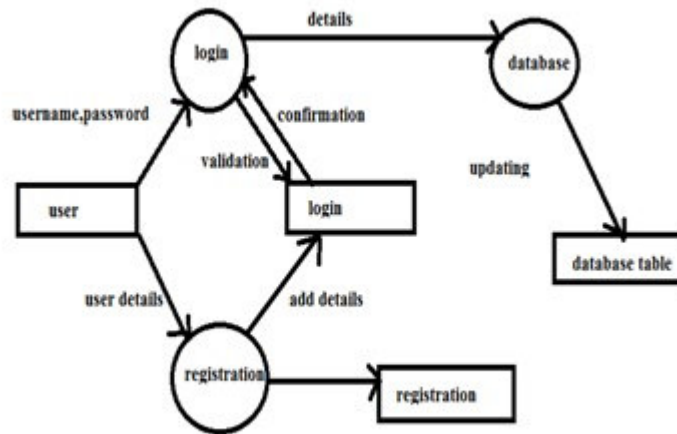 details
login
database
username,password
confirmation
validation
updating
user
login
database table
user details
add details
registration
registration